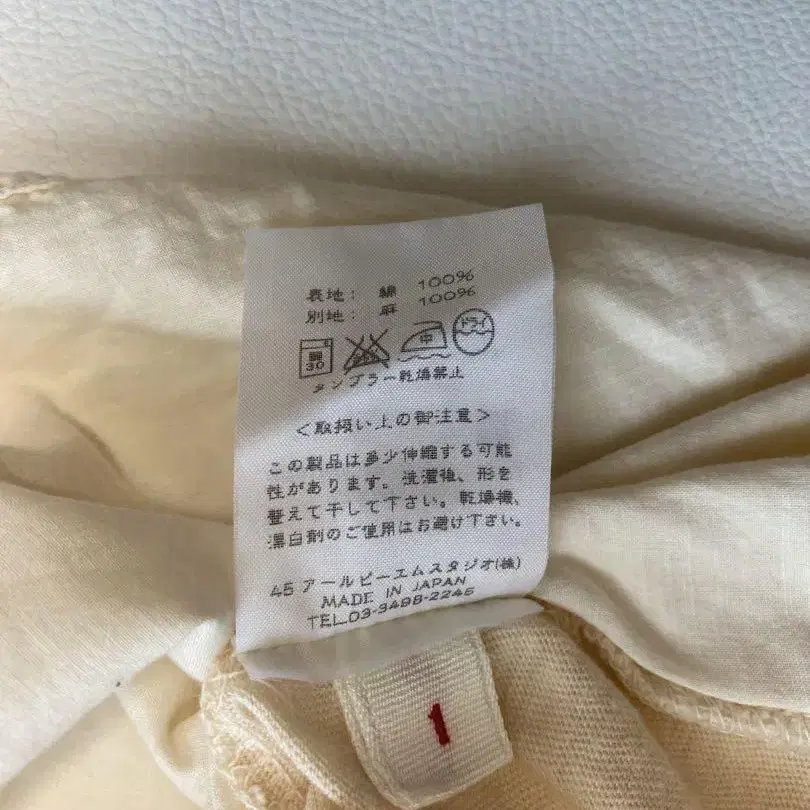 表地： 綿 100%
別地： 麻 100%
弱 30 中 ドライ
タンブラー乾燥禁止
＜取扱い上の御注意＞
この製品は多少伸縮する可能
性があります。洗濯後、形を
整えて干して下さい。乾燥機、
漂白剤のご使用はお避け下さい。
45 アールピーエムスタジオ(株)
MADE IN JAPAN
TEL.03-3498-2245
1